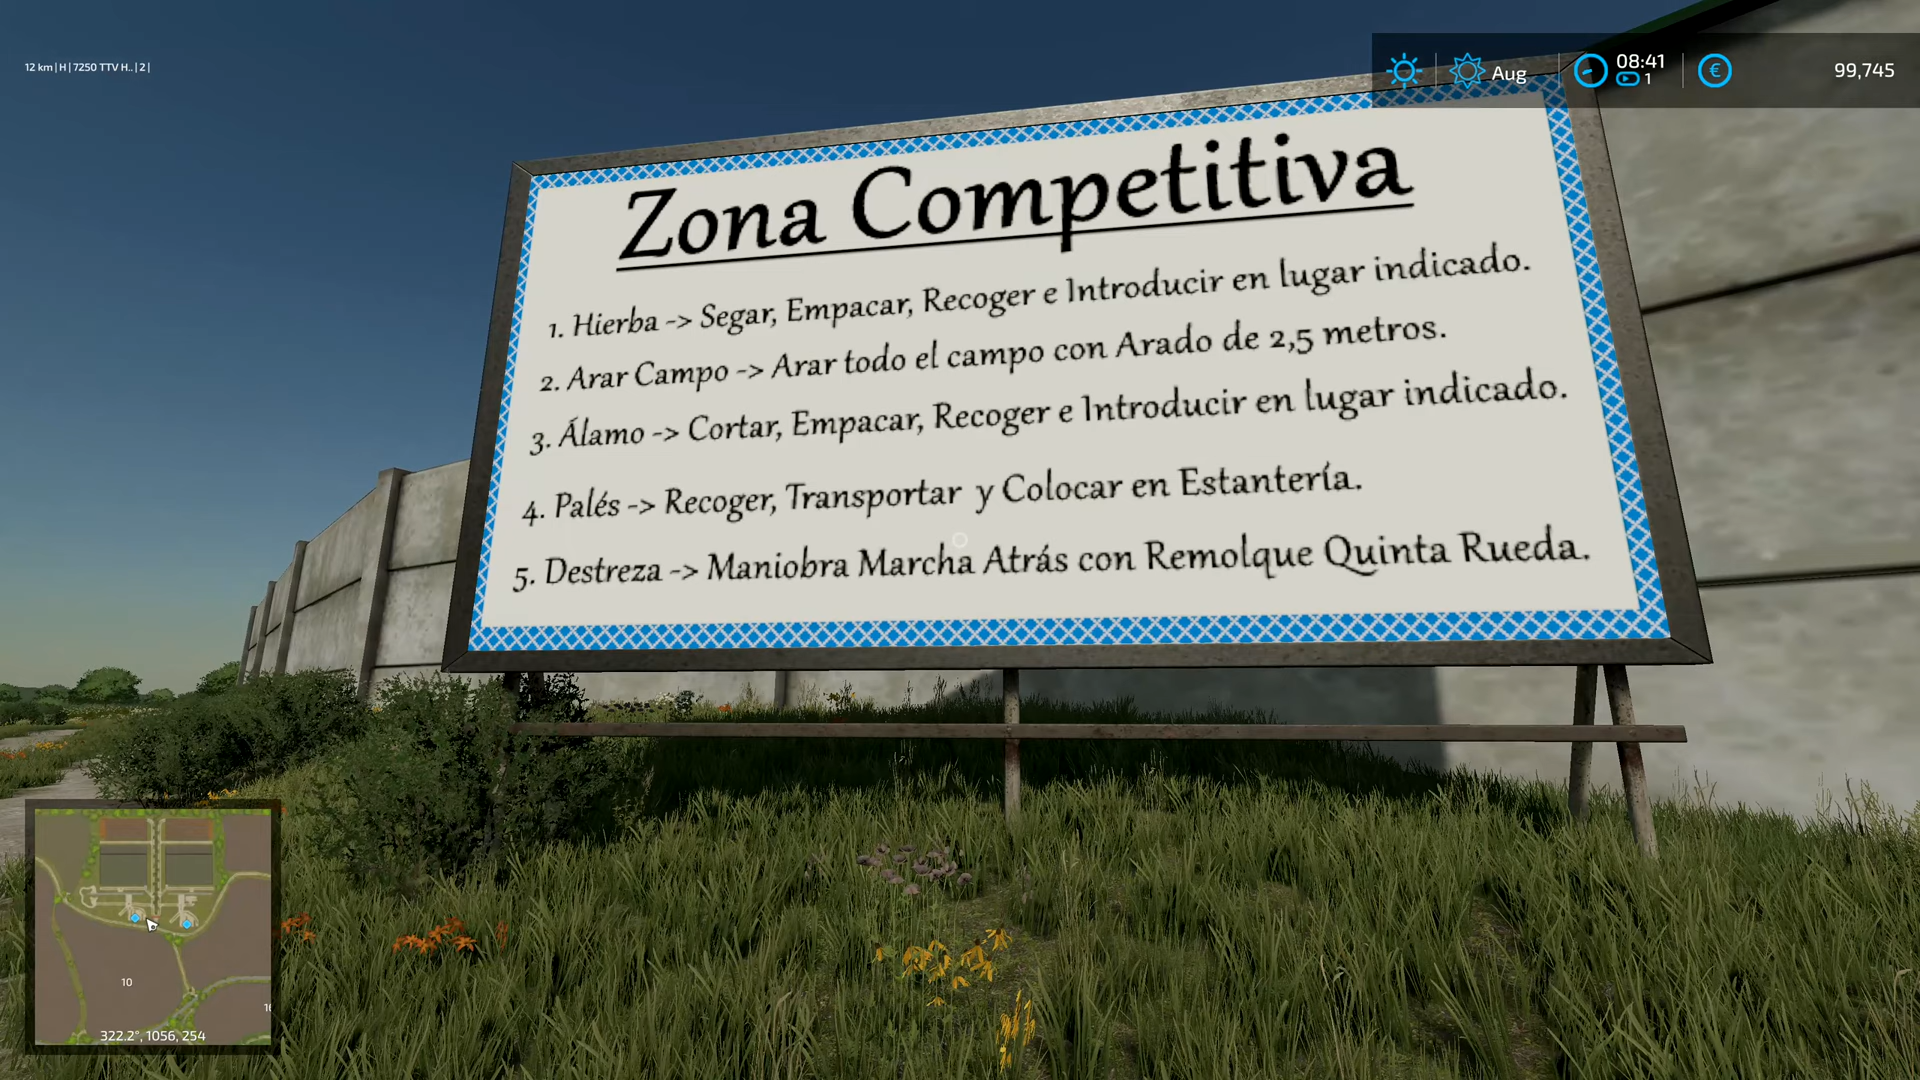 12 km | H | 7250 TTV H.. | 2 |
Aug
08:41
1
99,745
Zona Competitiva
1. Hierba -> Segar, Empacar, Recoger e Introducir en lugar indicado.
2. Arar Campo -> Arar todo el campo con Arado de 2,5 metros.
3. Álamo -> Cortar, Empacar, Recoger e Introducir en lugar indicado.
4. Palés -> Recoger, Transportar y Colocar en Estantería.
5. Destreza -> Maniobra Marcha Atrás con Remolque Quinta Rueda.
10
322.2°, 1056, 254